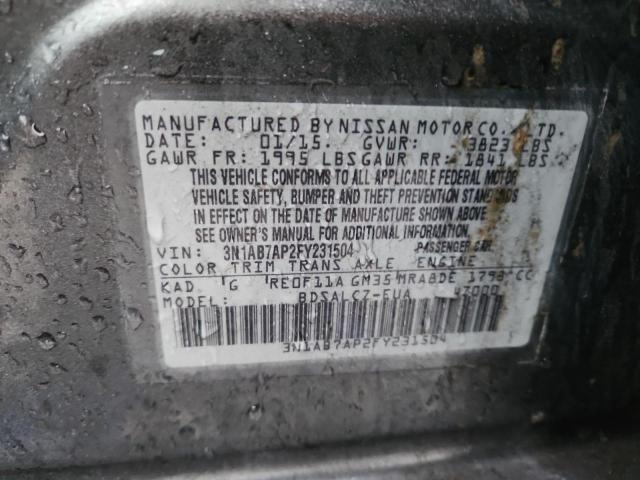 MANUFACTURED BY NISSAN MOTOR CO., LTD.
DATE: 01/15. GVWR: 3823 LBS
GAWR FR: 1995 LBS GAWR RR: 1841 LBS
THIS VEHICLE CONFORMS TO ALL APPLICABLE FEDERAL MOTOR
VEHICLE SAFETY, BUMPER AND THEFT PREVENTION STANDARDS
IN EFFECT ON THE DATE OF MANUFACTURE SHOWN ABOVE.
SEE OWNER'S MANUAL FOR ADDITIONAL INFORMATION.
VIN: 3N1AB7AP2FY231504 PASSENGER CAR
COLOR TRIM TRANS AXLE ENGINE
KAD G RE0F11A GM35 MRA8DE 1798 CC
BDSALCZ-EUA
3N1AB7AP2FY231504